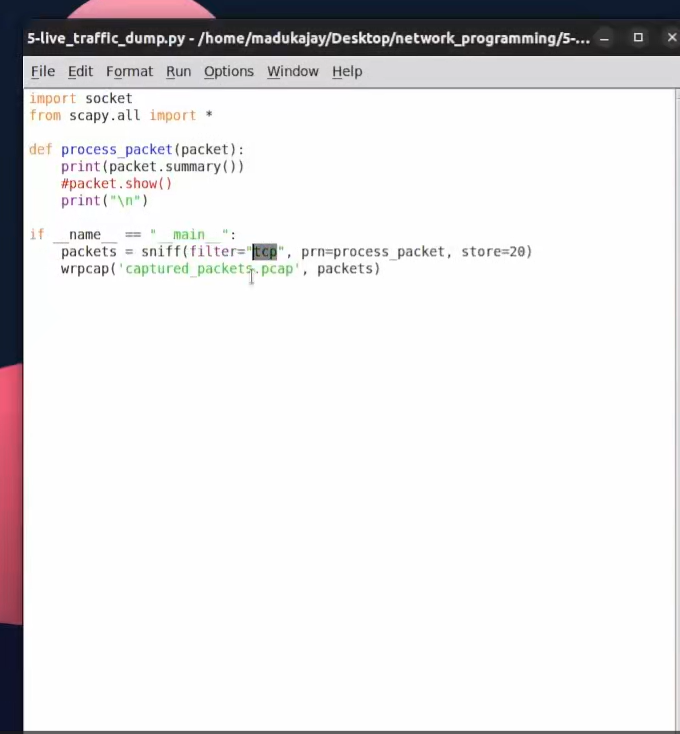 5-live_traffic_dump.py - /home/madukajay/Desktop/network_programming/5-...
File Edit Format Run Options Window Help
import socket
from scapy.all import *
def process_packet(packet):
    print(packet.summary())
    #packet.show()
    print("\n")
if __name__ == "__main__":
    packets = sniff(filter="tcp", prn=process_packet, store=20)
    wrpcap('captured_packets.pcap', packets)